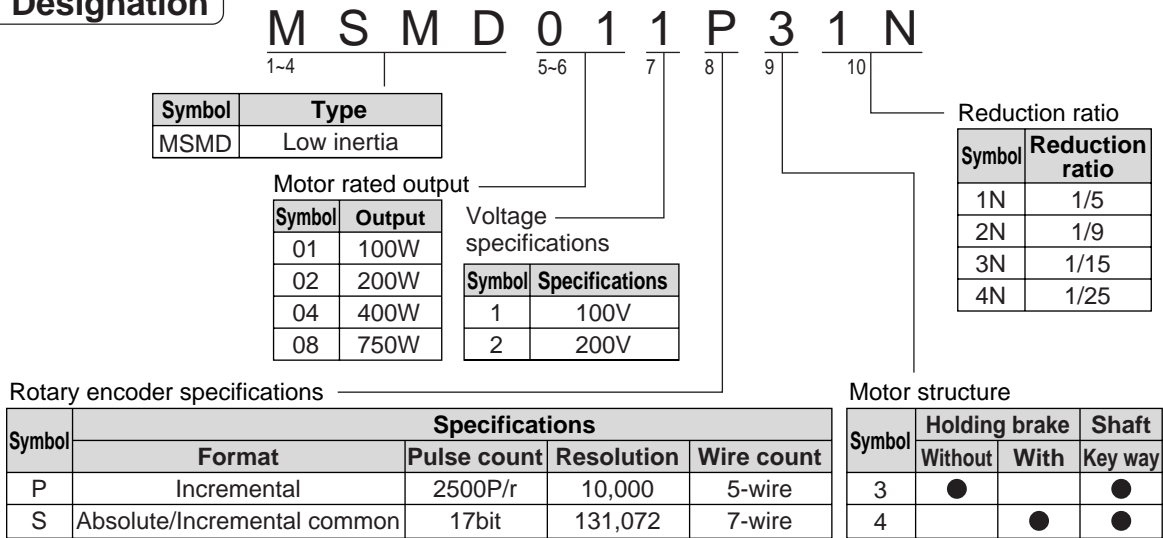 Designation
M S M D 0 1 1 P 3 1 N
1~4 5~6 7 8 9 10
Symbol Type
MSMD Low inertia
Motor rated output
Symbol Output
01 100W
02 200W
04 400W
08 750W
Voltage
specifications
Symbol Specifications
1 100V
2 200V
Reduction ratio
Symbol Reduction
ratio
1N 1/5
2N 1/9
3N 1/15
4N 1/25
Rotary encoder specifications
Symbol Specifications
Format Pulse count Resolution Wire count
P Incremental 2500P/r 10,000 5-wire
S Absolute/Incremental common 17bit 131,072 7-wire
Motor structure
Symbol Holding brake Shaft
Without With Key way
3 ● ●
4 ● ●